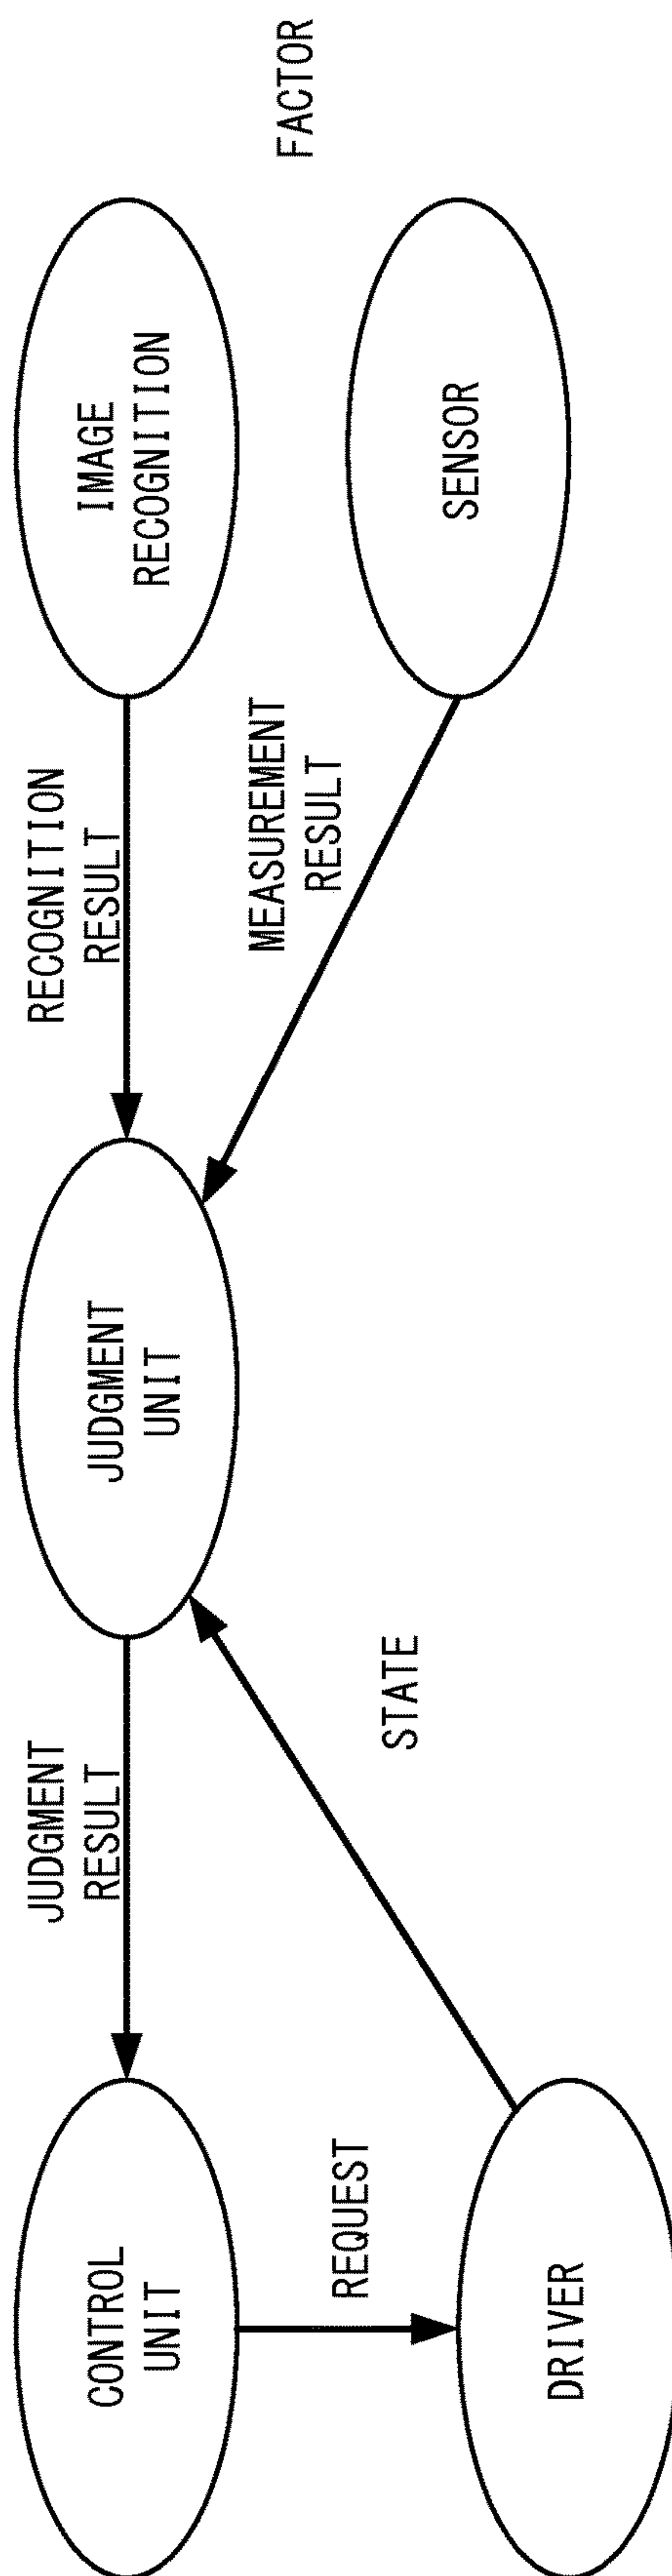 CONTROL
UNIT
JUDGMENT
RESULT
JUDGMENT
UNIT
RECOGNITION
RESULT
IMAGE
RECOGNITION
MEASUREMENT
RESULT
FACTOR
REQUEST
STATE
SENSOR
DRIVER